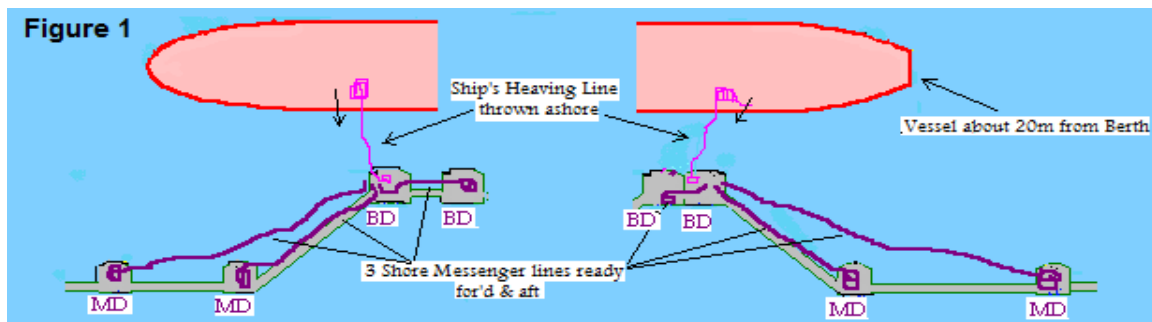 Figure 1
Ship's Heaving Line
thrown ashore
Vessel about 20m from Berth
BD
BD
BD
BD
3 Shore Messenger lines ready
for'd & aft
MD
MD
MD
MD